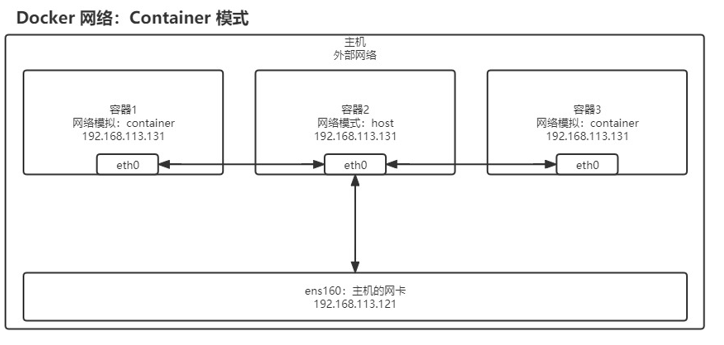 Docker 网络：Container 模式
主机
外部网络
容器1
网络模拟：container
192.168.113.131
eth0
容器2
网络模式：host
192.168.113.131
eth0
容器3
网络模拟：container
192.168.113.131
eth0
ens160：主机的网卡
192.168.113.121